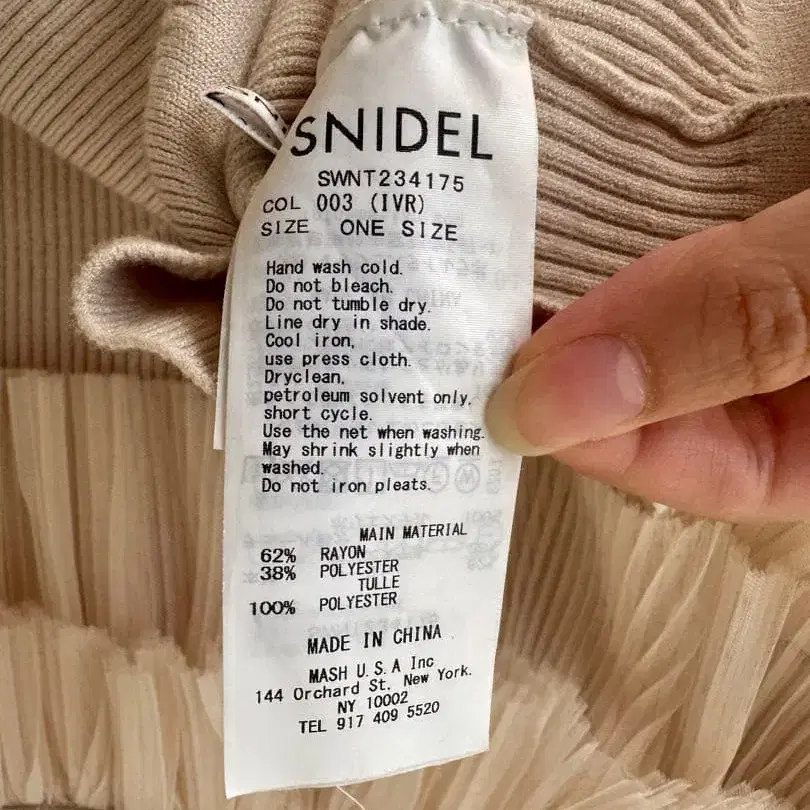 SNIDEL
SWNT234175
COL 003 (IVR)
SIZE ONE SIZE
Hand wash cold.
Do not bleach.
Do not tumble dry.
Line dry in shade.
Cool iron,
use press cloth.
Dryclean,
petroleum solvent only,
short cycle.
Use the net when washing.
May shrink slightly when
washed.
Do not iron pleats.
MAIN MATERIAL
62% RAYON
38% POLYESTER
TULLE
100% POLYESTER
MADE IN CHINA
MASH U.S.A Inc
144 Orchard St. New York.
NY 10002
TEL 917 409 5520